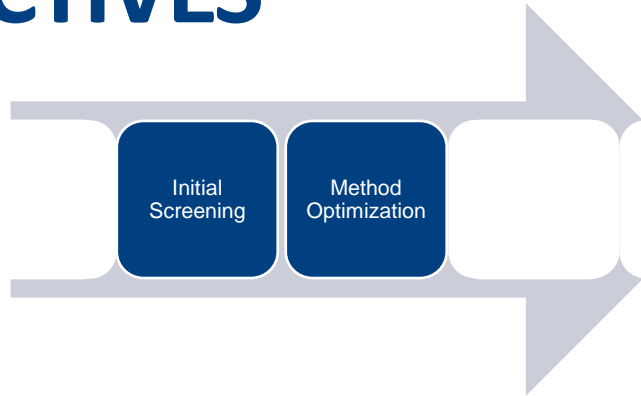 CTIVES
Initial
Screening
Method
Optimization